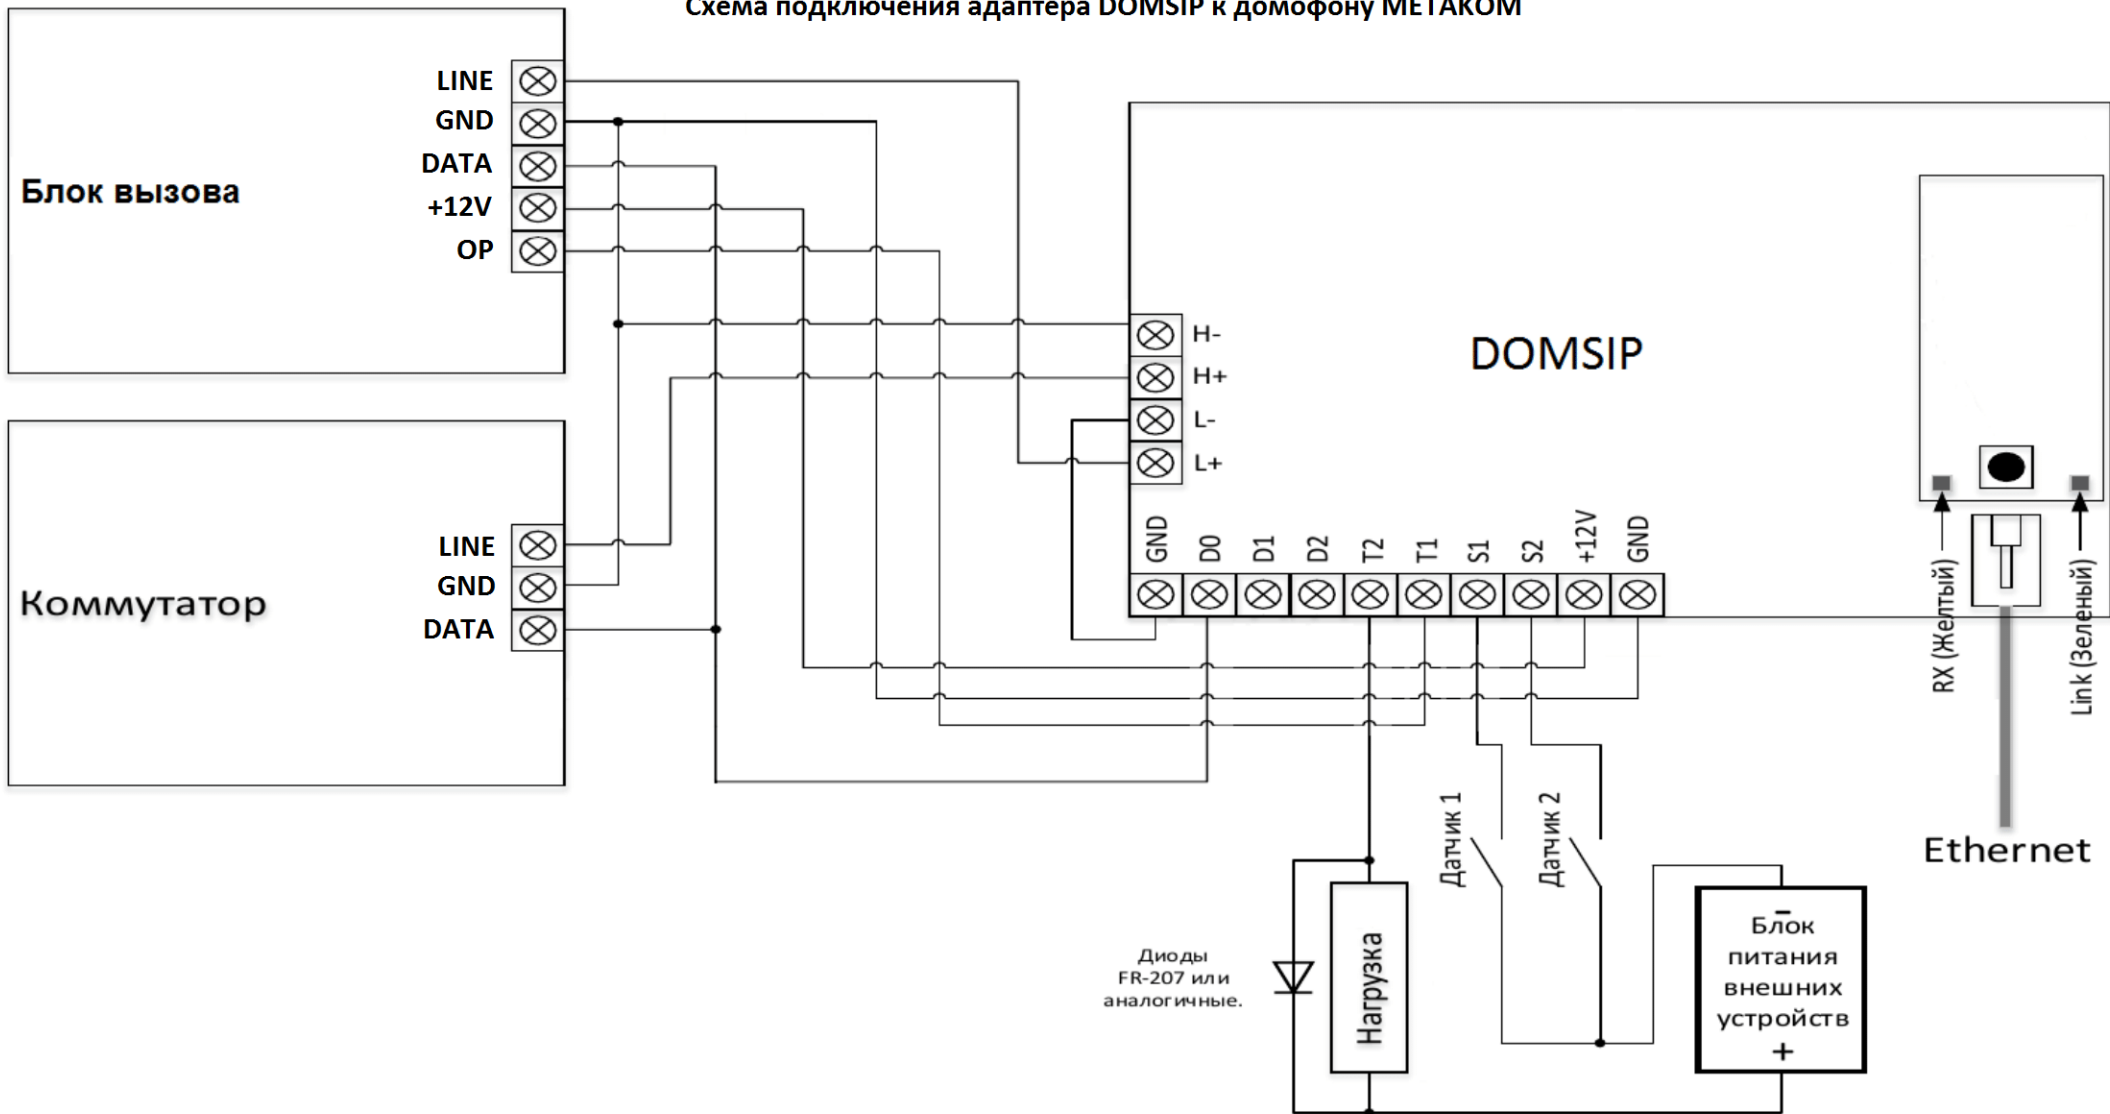 Схема подключения адаптера DOMSIP к домофону METAKOM
Блок вызова
LINE
GND
DATA
+12V
OP
Коммутатор
LINE
GND
DATA
DOMSIP
H-
H+
L-
L+
GND
D0
D1
D2
T2
T1
S1
S2
+12V
GND
RX (Желтый)
Link (Зеленый)
Ethernet
Датчик 1
Датчик 2
Диоды
FR-207 или
аналогичные.
Нагрузка
-
Блок
питания
внешних
устройств
+